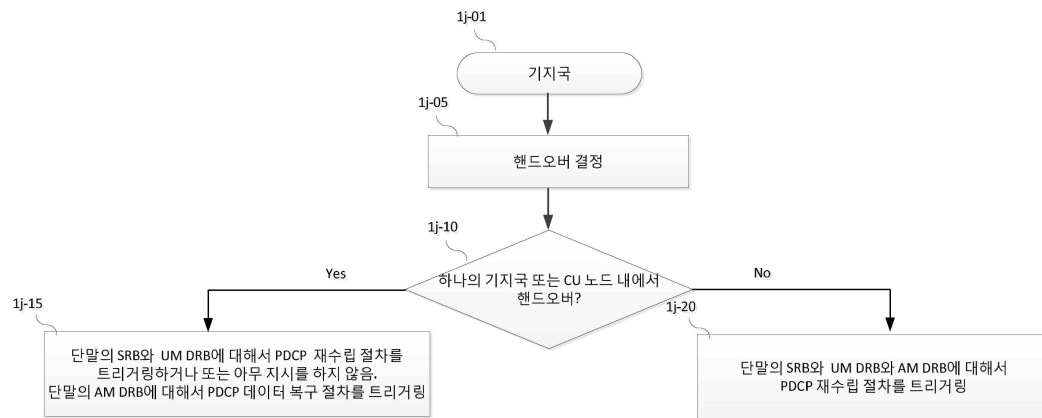 1j-01
기지국
1j-05
핸드오버 결정
1j-10
하나의 기지국 또는 CU 노드 내에서
핸드오버?
Yes
No
1j-15
단말의 SRB와 UM DRB에 대해서 PDCP 재수립 절차를
트리거링하거나 또는 아무 지시를 하지 않음.
단말의 AM DRB에 대해서 PDCP 데이터 복구 절차를 트리거링
1j-20
단말의 SRB와 UM DRB와 AM DRB에 대해서
PDCP 재수립 절차를 트리거링